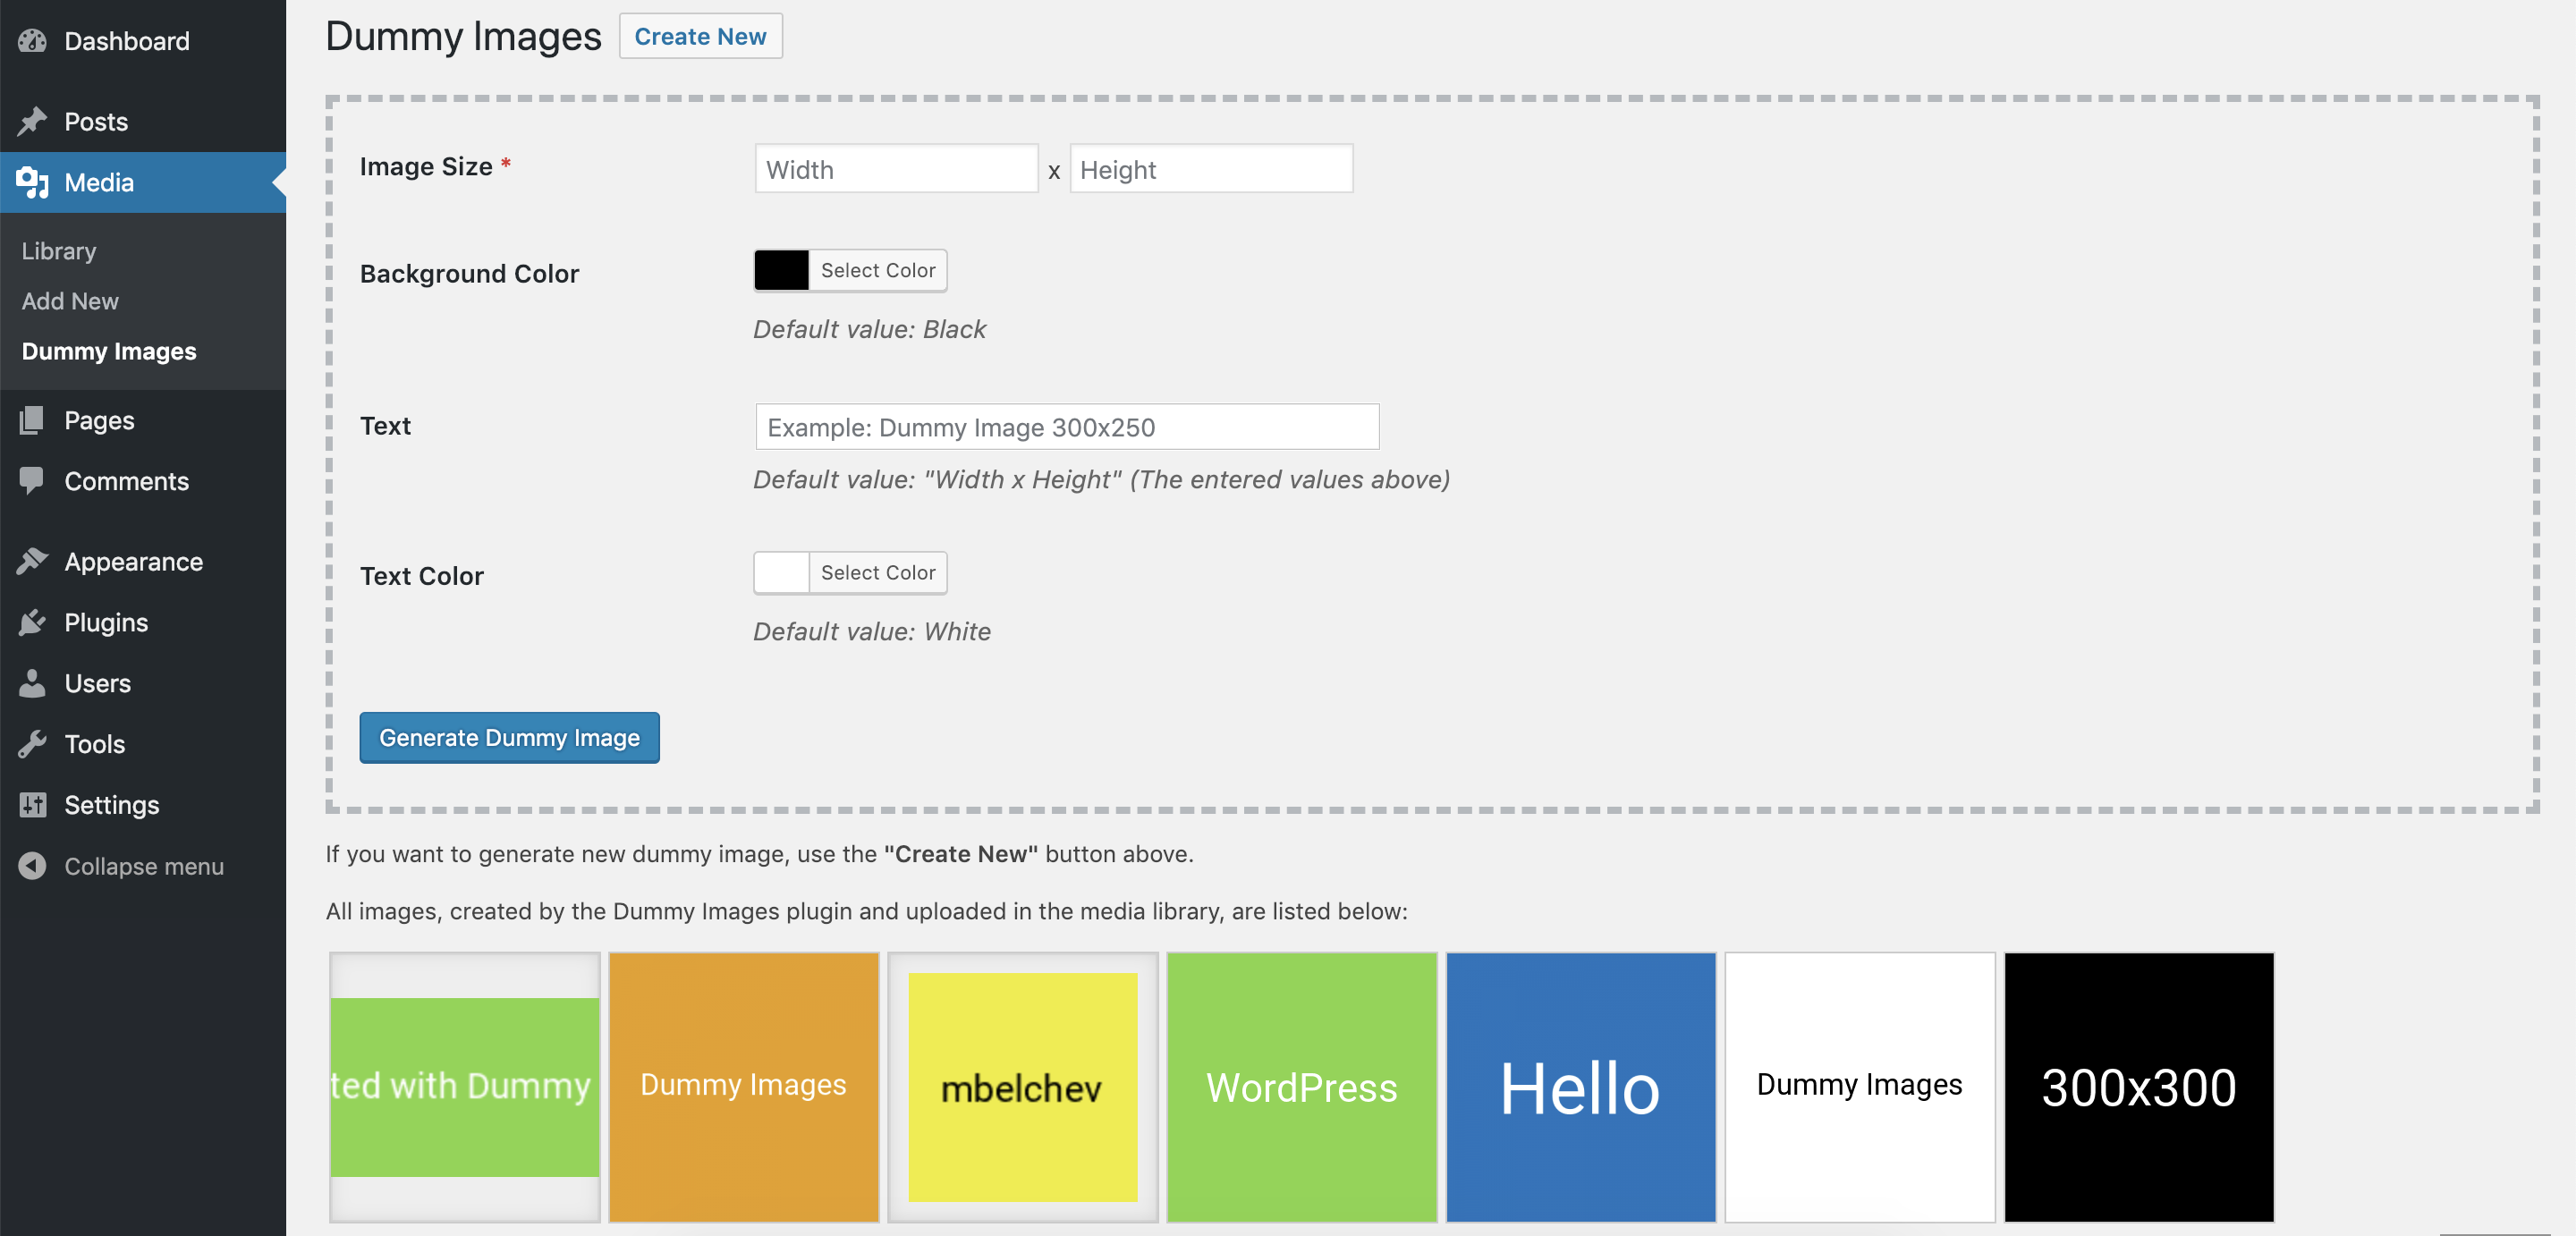 Dashboard
Posts
Media
Library
Add New
Dummy Images
Pages
Comments
Appearance
Plugins
Users
Tools
Settings
Collapse menu
Dummy Images
Create New
Image Size *
Width x Height
Background Color
Select Color
Default value: Black
Text
Example: Dummy Image 300x250
Default value: "Width x Height" (The entered values above)
Text Color
Select Color
Default value: White
Generate Dummy Image
If you want to generate new dummy image, use the "Create New" button above.
All images, created by the Dummy Images plugin and uploaded in the media library, are listed below:
ted with Dummy
Dummy Images
mbelchev
WordPress
Hello
Dummy Images
300x300